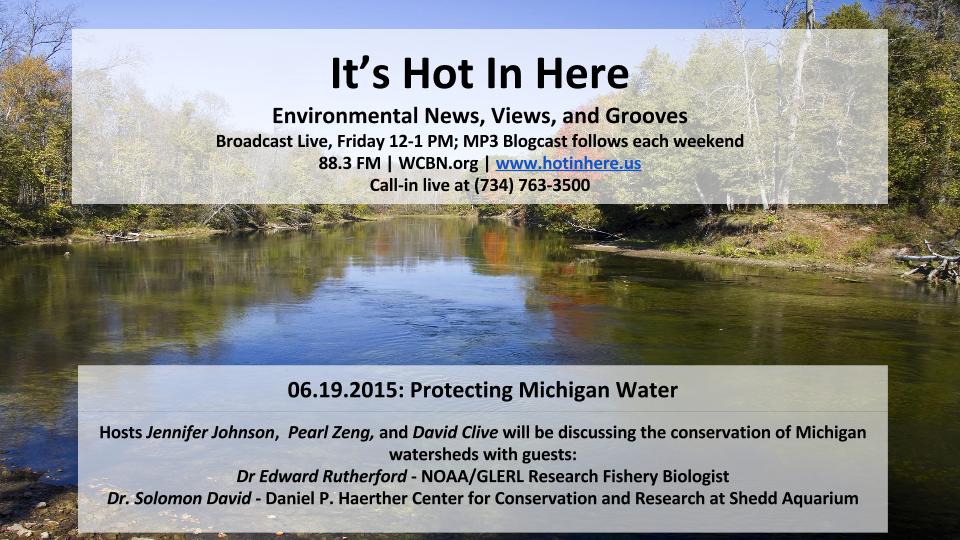 It’s Hot In Here
Environmental News, Views, and Grooves
Broadcast Live, Friday 12-1 PM; MP3 Blogcast follows each weekend
88.3 FM | WCBN.org | www.hotinhere.us
Call-in live at (734) 763-3500
06.19.2015: Protecting Michigan Water
Hosts Jennifer Johnson, Pearl Zeng, and David Clive will be discussing the conservation of Michigan
watersheds with guests:
Dr Edward Rutherford - NOAA/GLERL Research Fishery Biologist
Dr. Solomon David - Daniel P. Haerther Center for Conservation and Research at Shedd Aquarium